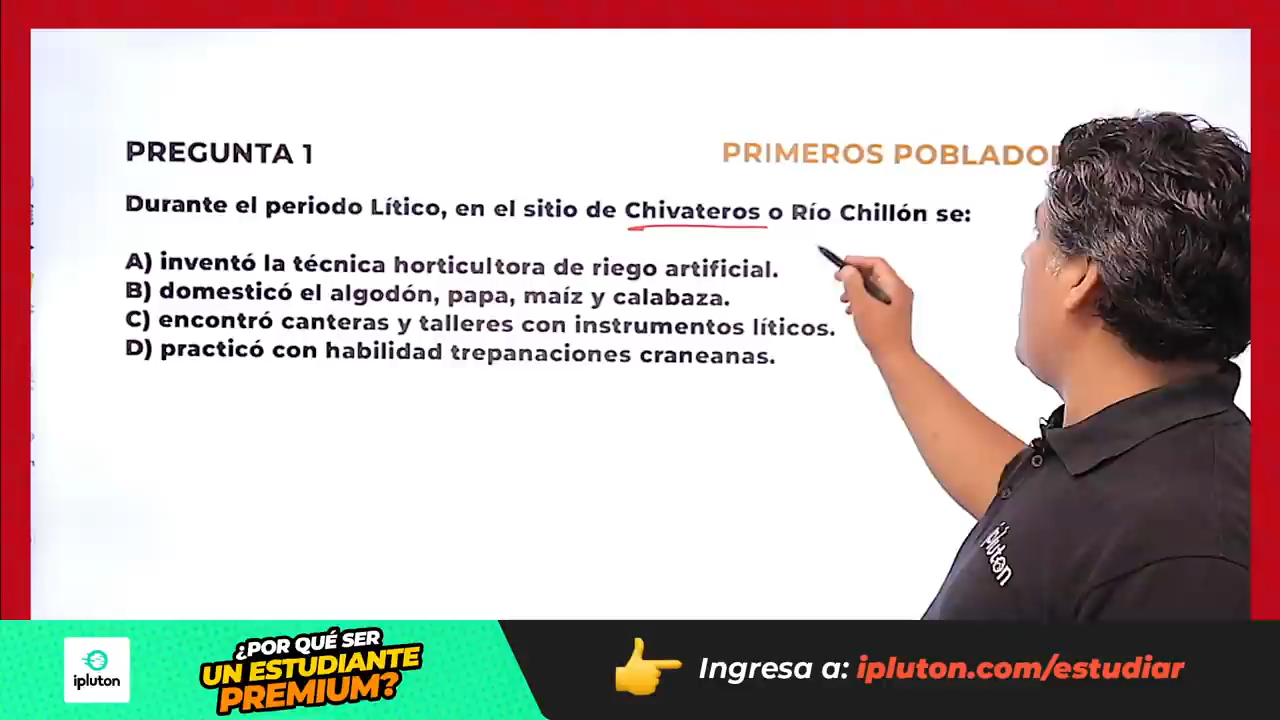 PREGUNTA 1
PRIMEROS
Durante el periodo Lítico, en el sitio de Chivateros o Río Chillón se:
A) inventó la técnica horticultora de riego artificial.
B) domesticó el algodón, papa, maíz y calabaza.
C) encontró canteras y talleres con instrumentos líticos.
D) practicó con habilidad trepanaciones craneanas.
ipluton
ipluton
¿POR QUÉ SER
UN ESTUDIANTE
PREMIUM?
Ingresa a: ipluton.com/estudiar